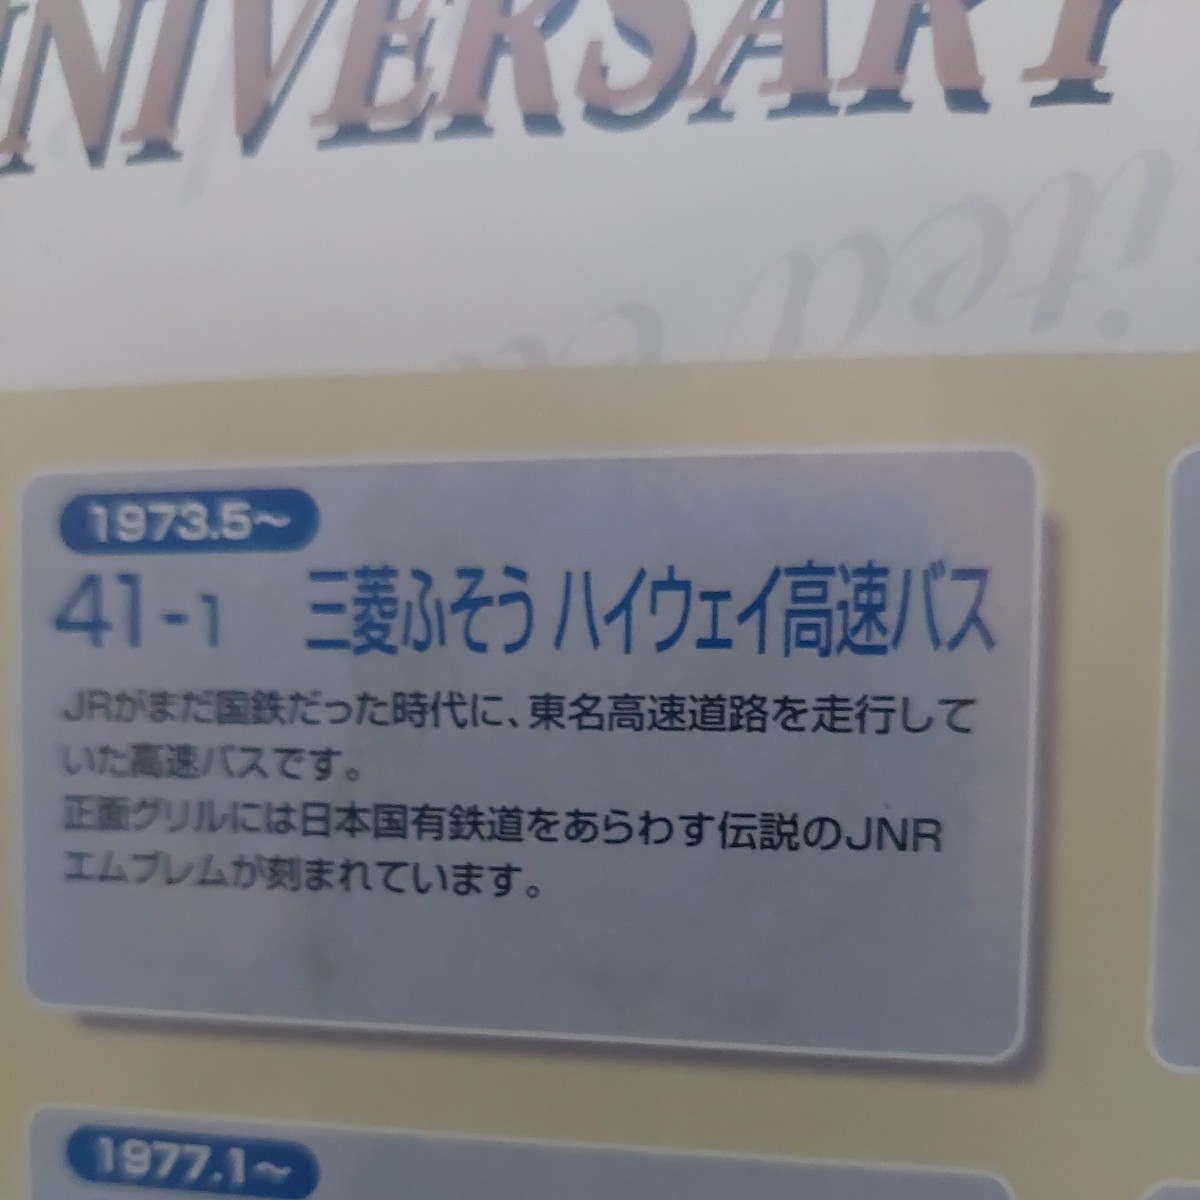 NIVERSARY
ited
1973.5〜
41-1 三菱ふそう ハイウェイ高速バス
JRがまだ国鉄だった時代に、東名高速道路を走行して
いた高速バスです。
正面グリルには日本国有鉄道をあらわす伝説のJNR
エムブレムが刻まれています。
1977.1〜